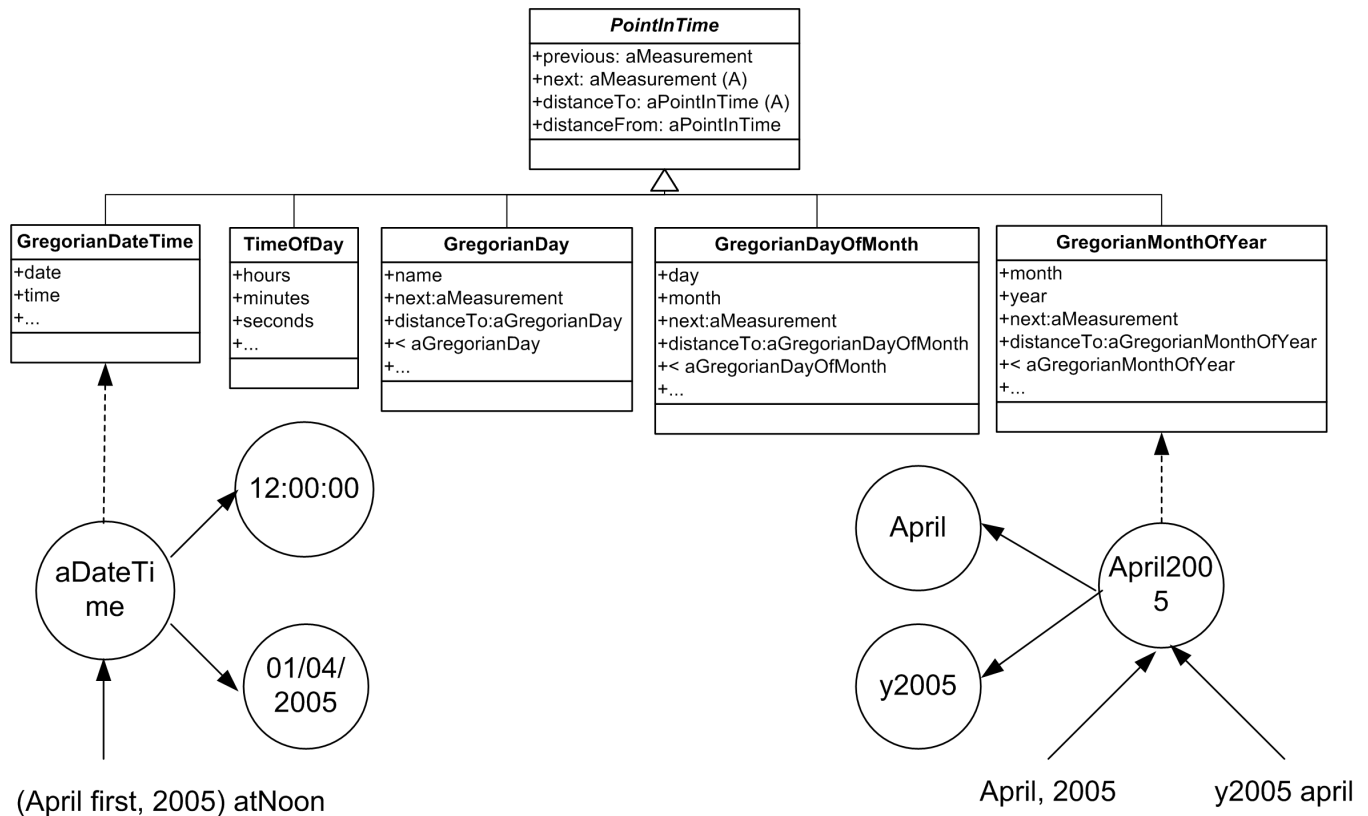 PointInTime
+previous: aMeasurement
+next: aMeasurement (A)
+distanceTo: aPointInTime (A)
+distanceFrom: aPointInTime
GregorianDateTime
+date
+time
+...
TimeOfDay
+hours
+minutes
+seconds
+...
GregorianDay
+name
+next:aMeasurement
+distanceTo:aGregorianDay
+< aGregorianDay
+...
GregorianDayOfMonth
+day
+month
+next:aMeasurement
+distanceTo:aGregorianDayOfMonth
+< aGregorianDayOfMonth
+...
GregorianMonthOfYear
+month
+year
+next:aMeasurement
+distanceTo:aGregorianMonthOfYear
+< aGregorianMonthOfYear
+...
12:00:00
aDateTi
me
01/04/
2005
(April first, 2005) atNoon
April
April200
5
y2005
April, 2005
y2005 april